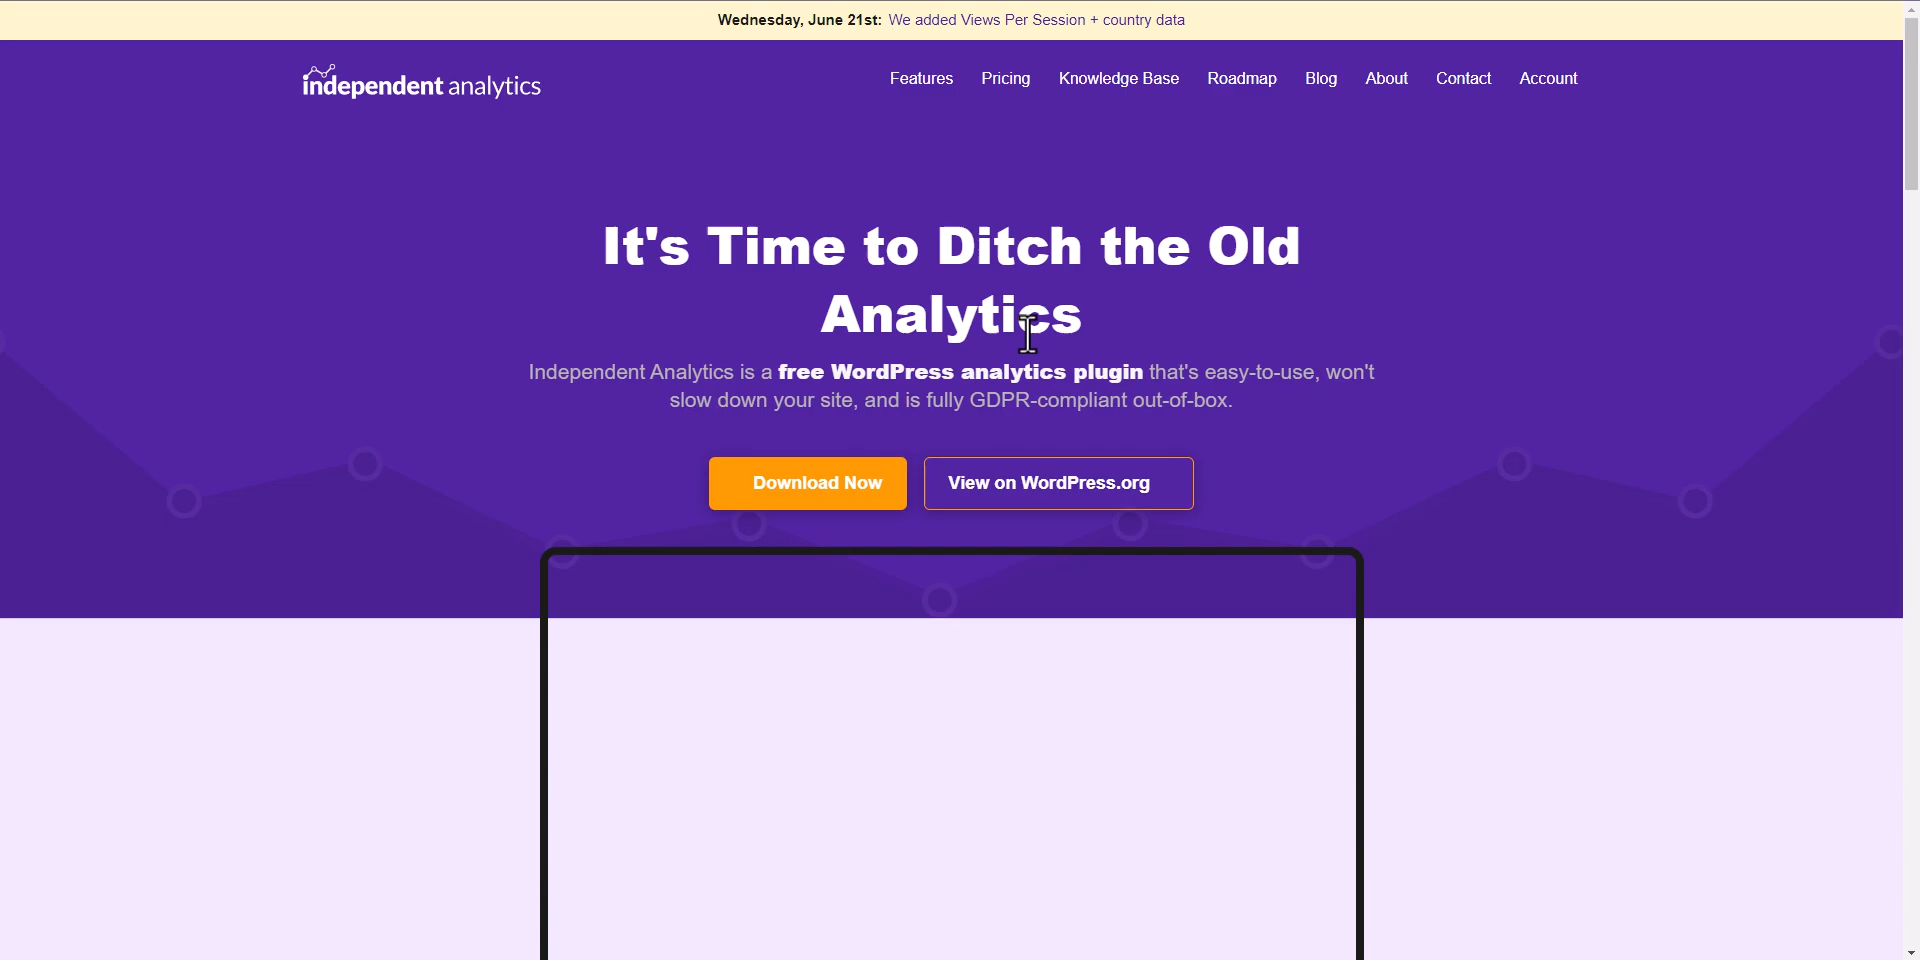 Wednesday, June 21st: We added Views Per Session + country data
independent analytics
Features Pricing Knowledge Base Roadmap Blog About Contact Account
It's Time to Ditch the Old
Analytics
Independent Analytics is a free WordPress analytics plugin that's easy-to-use, won't
slow down your site, and is fully GDPR-compliant out-of-box.
Download Now View on WordPress.org